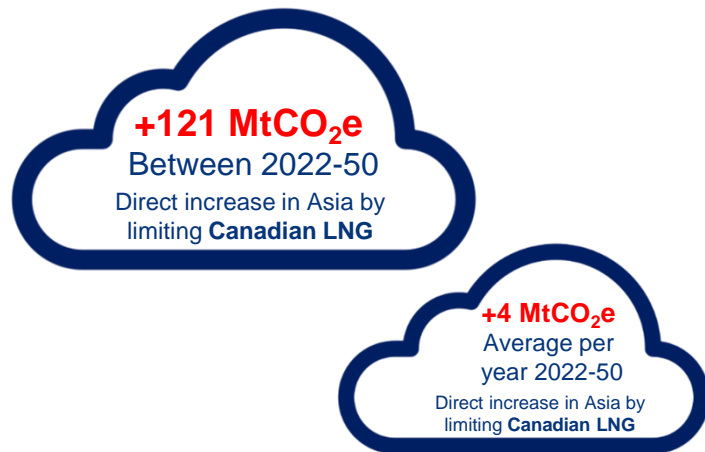 +121 MtCO₂e
Between 2022-50
Direct increase in Asia by
limiting Canadian LNG
+4 MtCO₂e
Average per
year 2022-50
Direct increase in Asia by
limiting Canadian LNG